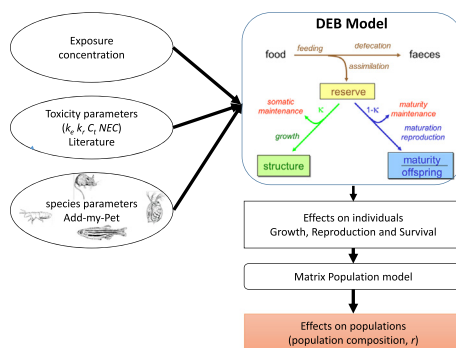 DEB Model
Exposure
concentration
Toxicity parameters
(ke kr Ct NEC)
Literature
species parameters
Add-my-Pet
food
feeding
defecation
faeces
assimilation
reserve
somatic
maintenance
κ
1-κ
maturity
maintenance
growth
maturation
reproduction
structure
maturity
offspring
Effects on individuals
Growth, Reproduction and Survival
Matrix Population model
Effects on populations
(population composition, r)